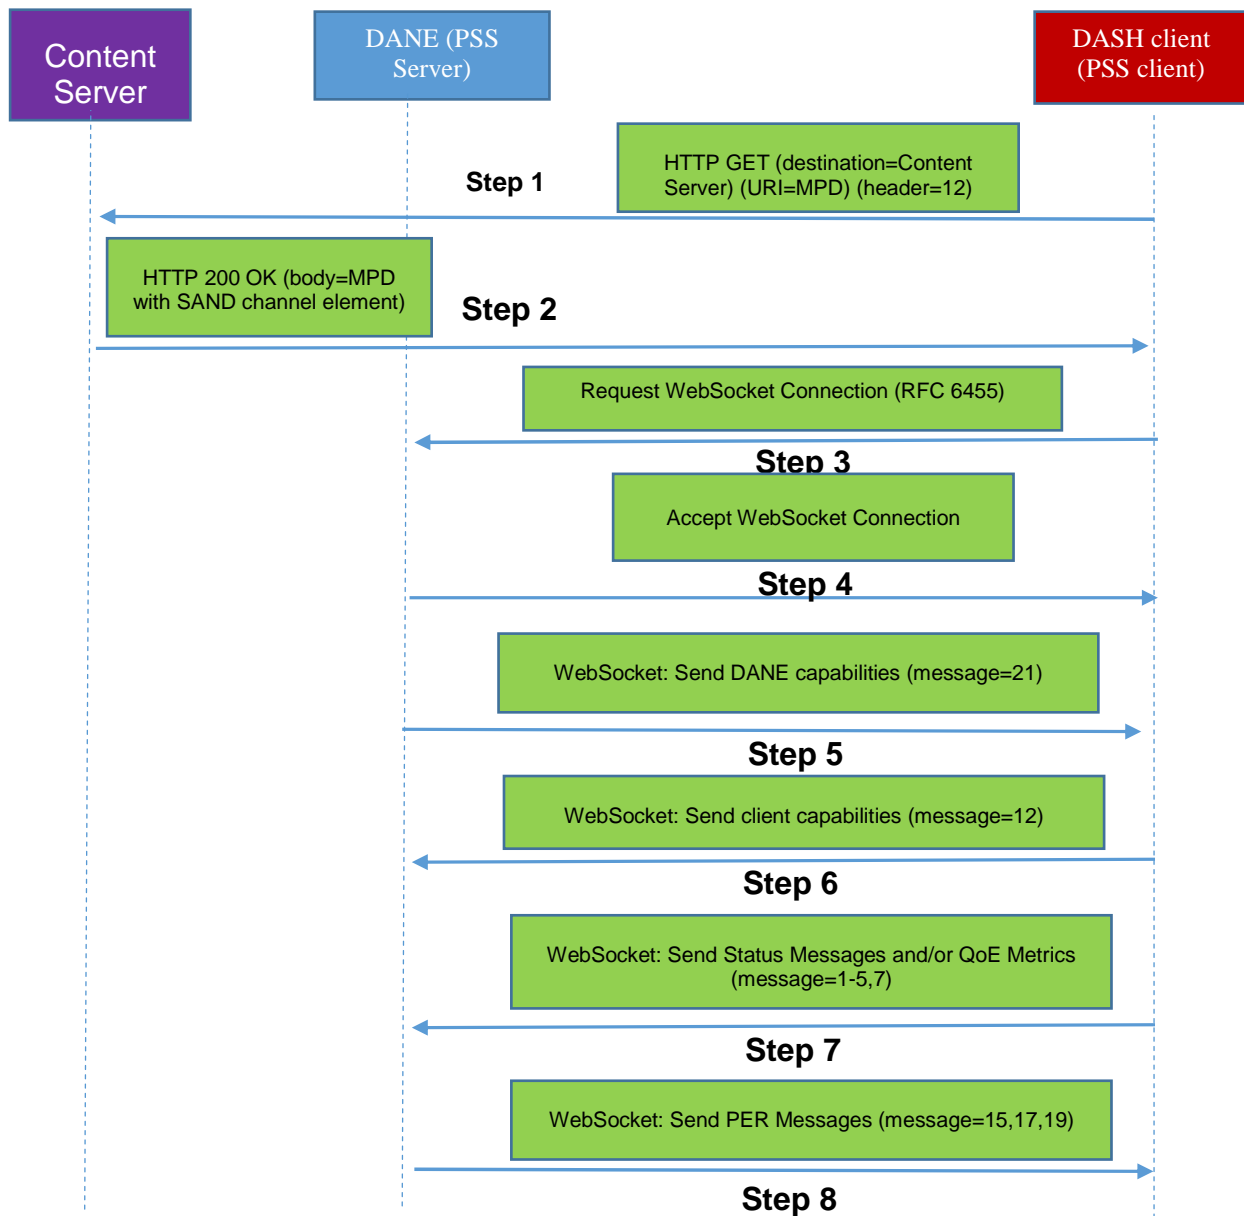 Content
Server
DANE (PSS
Server)
DASH client
(PSS client)
HTTP GET (destination=Content
Server) (URI=MPD) (header=12)
Step 1
HTTP 200 OK (body=MPD
with SAND channel element)
Step 2
Request WebSocket Connection (RFC 6455)
Step 3
Accept WebSocket Connection
Step 4
WebSocket: Send DANE capabilities (message=21)
Step 5
WebSocket: Send client capabilities (message=12)
Step 6
WebSocket: Send Status Messages and/or QoE Metrics
(message=1-5,7)
Step 7
WebSocket: Send PER Messages (message=15,17,19)
Step 8